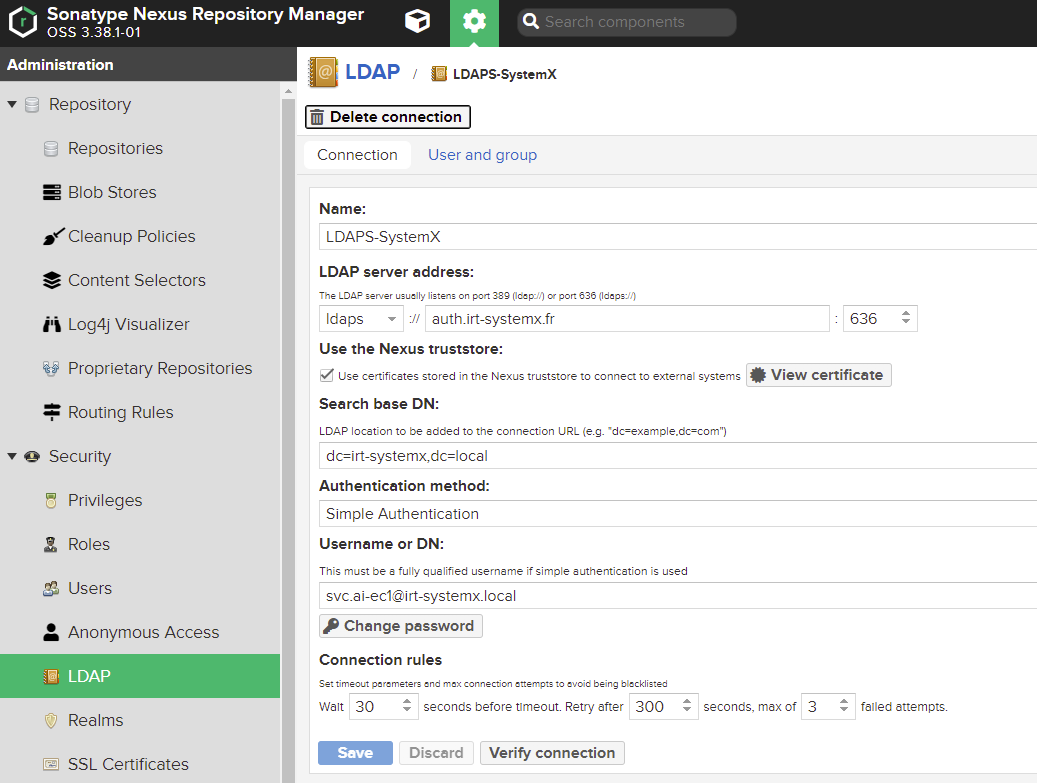 Sonatype Nexus Repository Manager
OSS 3.38.1-01
Search components
Administration
Repository
Repositories
Blob Stores
Cleanup Policies
Content Selectors
Log4j Visualizer
Proprietary Repositories
Routing Rules
Security
Privileges
Roles
Users
Anonymous Access
LDAP
Realms
SSL Certificates
LDAP / LDAPS-SystemX
Delete connection
Connection User and group
Name:
LDAPS-SystemX
LDAP server address:
The LDAP server usually listens on port 389 (ldap://) or port 636 (ldaps://)
ldaps :// auth.irt-systemx.fr : 636
Use the Nexus truststore:
Use certificates stored in the Nexus truststore to connect to external systems View certificate
Search base DN:
LDAP location to be added to the connection URL (e.g. "dc=example,dc=com")
dc=irt-systemx,dc=local
Authentication method:
Simple Authentication
Username or DN:
This must be a fully qualified username if simple authentication is used
svc.ai-ec1@irt-systemx.local
Change password
Connection rules
Set timeout parameters and max connection attempts to avoid being blacklisted
Wait 30 seconds before timeout. Retry after 300 seconds, max of 3 failed attempts.
Save Discard Verify connection